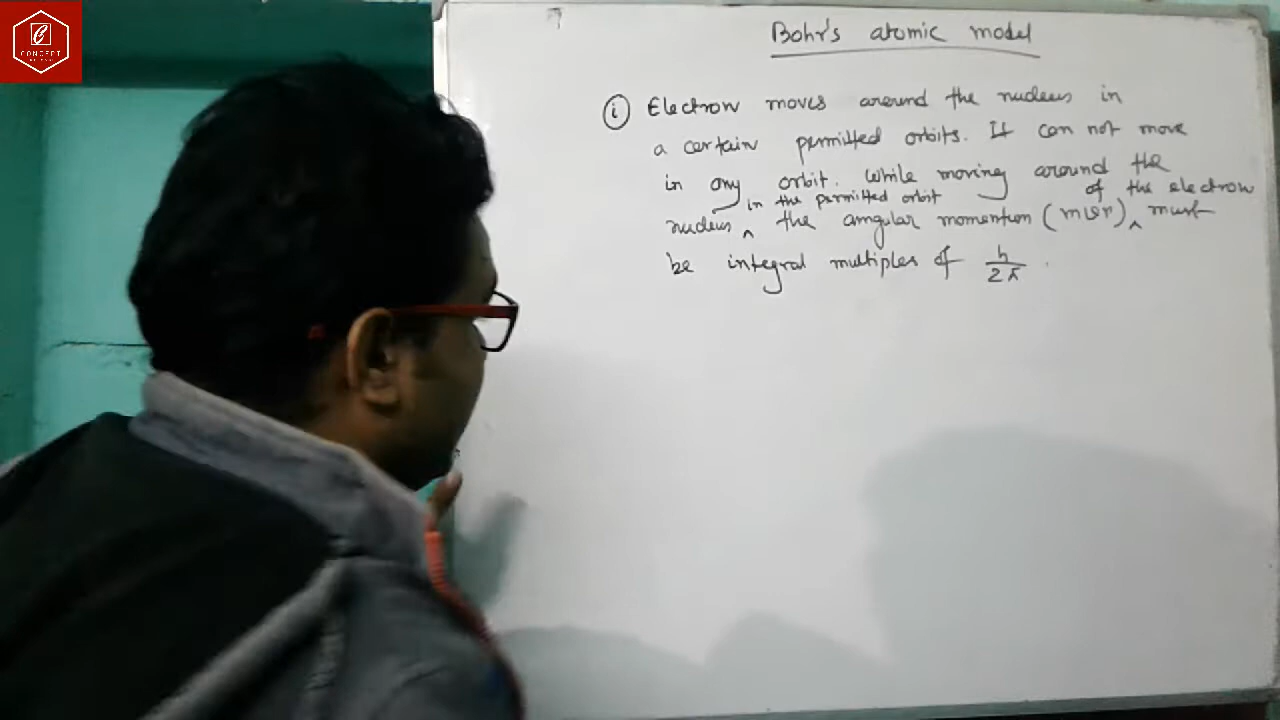 CONCEPT
Bohr's atomic model
(i) Electron moves around the nucleus in
a certain permitted orbits. It can not move
in any orbit. While moving around the
in the permitted orbit of the electron
nucleus ^ the angular momention (mvr) ^ must
be integral multiples of h/2π.